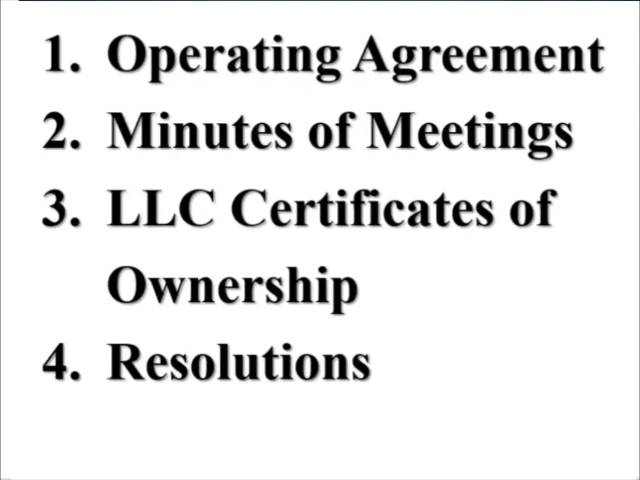 1. Operating Agreement
2. Minutes of Meetings
3. LLC Certificates of
Ownership
4. Resolutions